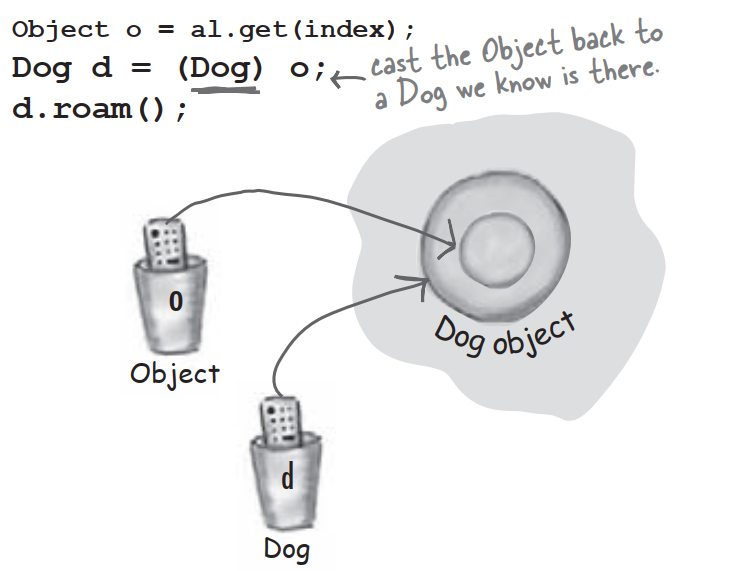 Object o = al.get(index);
Dog d = (Dog) o;
d.roam();
cast the Object back to
a Dog we know is there.
o
Object
Dog object
d
Dog